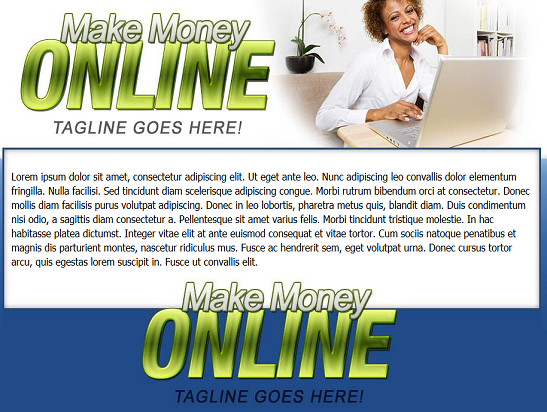 Make Money
ONLINE
TAGLINE GOES HERE!
Lorem ipsum dolor sit amet, consectetur adipiscing elit. Ut eget ante leo. Nunc adipiscing leo convallis dolor elementum
fringilla. Nulla facilisi. Sed tincidunt diam scelerisque adipiscing congue. Morbi rutrum bibendum orci at consectetur. Donec
mollis diam facilisis purus volutpat adipiscing. Donec in leo lobortis, pharetra metus quis, blandit diam. Duis condimentum
nisi odio, a sagittis diam consectetur a. Pellentesque sit amet varius felis. Morbi tincidunt tristique molestie. In hac
habitasse platea dictumst. Integer vitae elit at ante euismod consequat et vitae tortor. Cum sociis natoque penatibus et
magnis dis parturient montes, nascetur ridiculus mus. Fusce ac hendrerit sem, eget volutpat urna. Donec cursus tortor
arcu, quis egestas lorem suscipit in. Fusce ut convallis elit.
Make Money
ONLINE
TAGLINE GOES HERE!